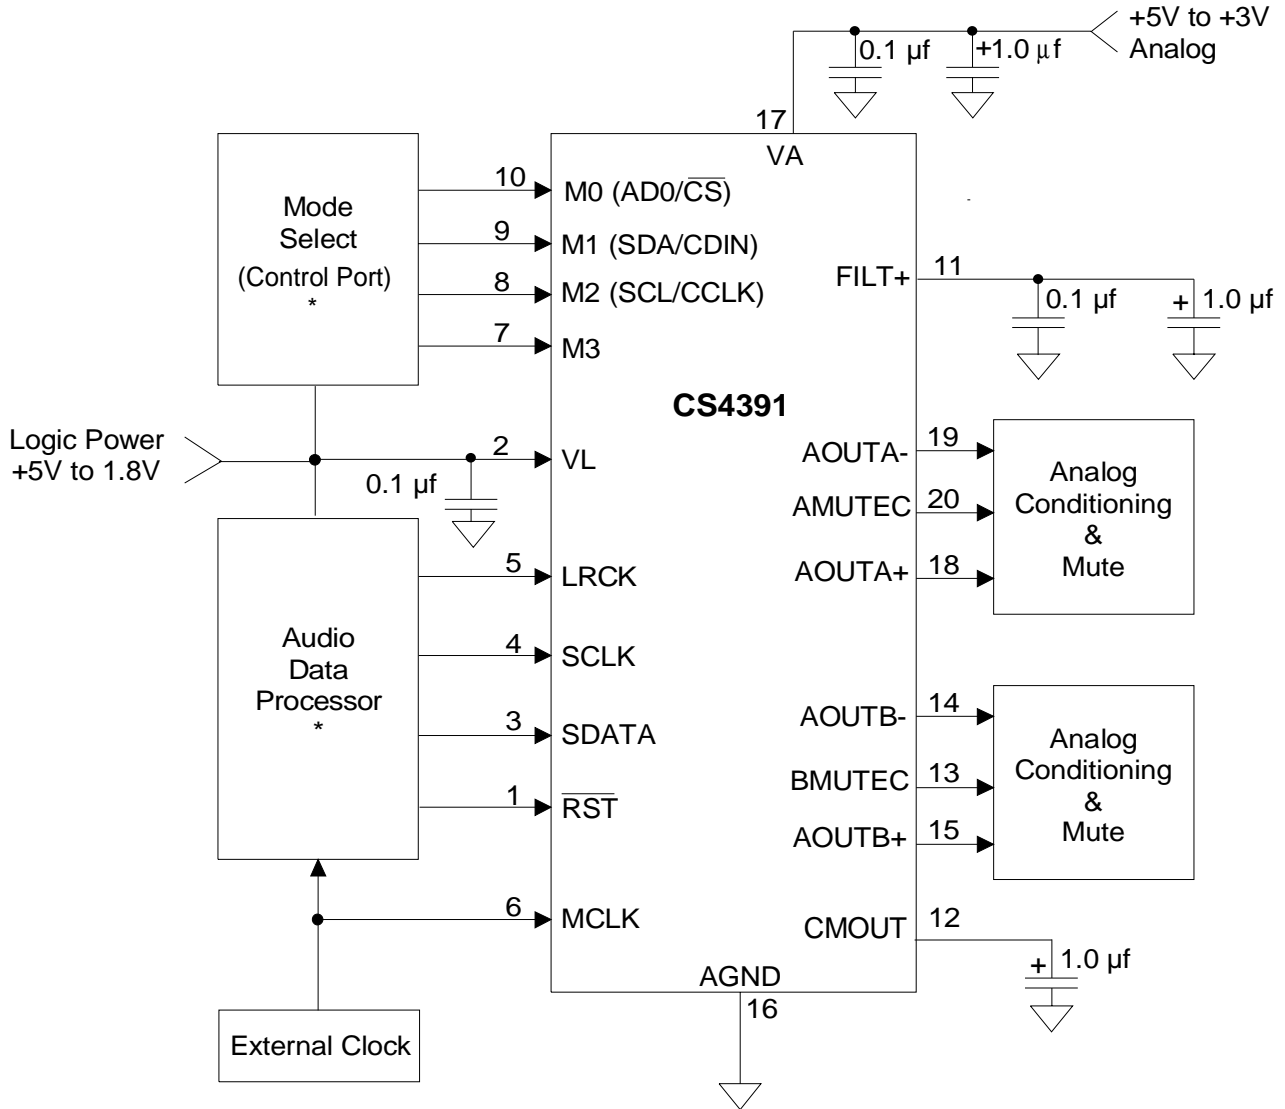 +5V to +3V
Analog
0.1 µf
+1.0 µf
17
VA
Mode
Select
(Control Port)
*
10
M0 (AD0/C̅S̅)
9
M1 (SDA/CDIN)
8
M2 (SCL/CCLK)
7
M3
FILT+
11
0.1 µf
+ 1.0 µf
CS4391
Logic Power
+5V to 1.8V
0.1 µf
2
VL
AOUTA-
19
AMUTEC
20
AOUTA+
18
Analog
Conditioning
&
Mute
Audio
Data
Processor
*
5
LRCK
4
SCLK
3
SDATA
1
R̅S̅T̅
AOUTB-
14
BMUTEC
13
AOUTB+
15
Analog
Conditioning
&
Mute
6
MCLK
CMOUT
12
+ 1.0 µf
AGND
16
External Clock